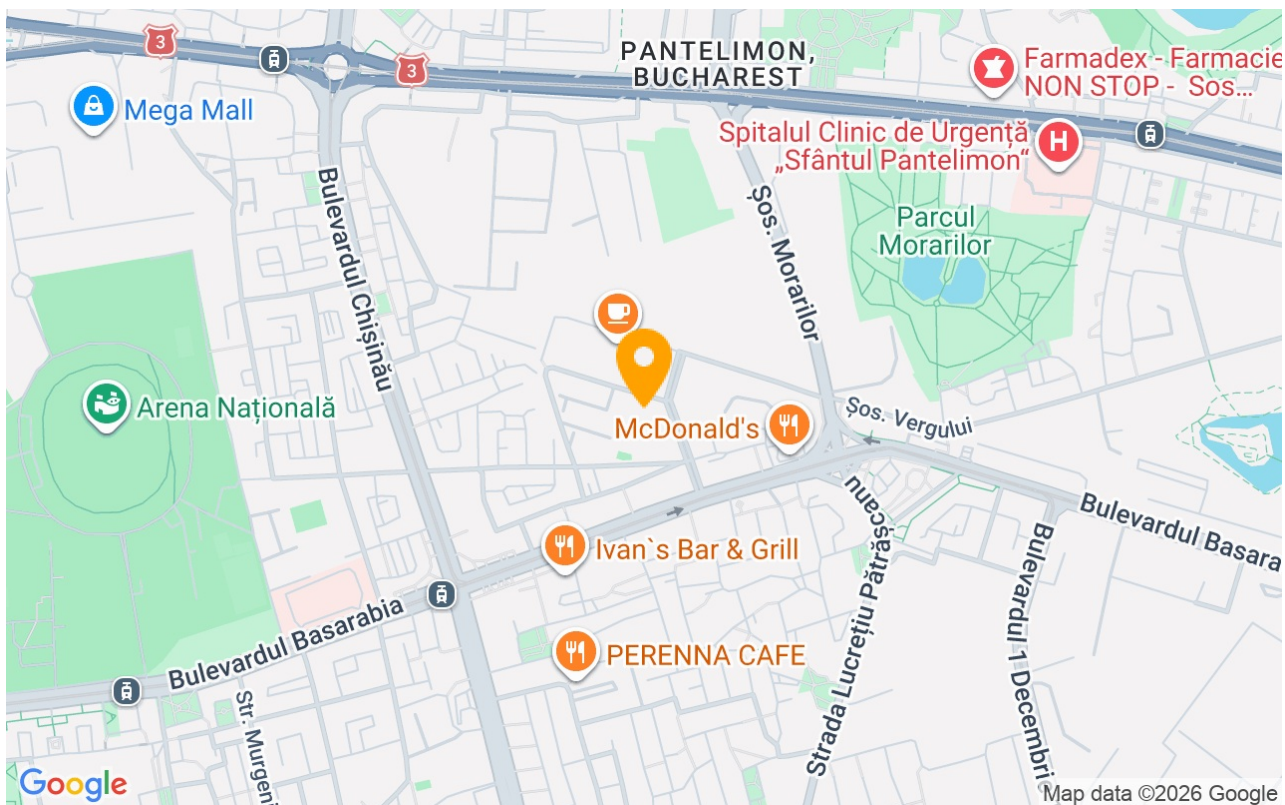 3
3
PANTELIMON,
BUCHAREST
Farmadex - Farmacie
NON STOP - Sos...
Mega Mall
Spitalul Clinic de Urgență
„Sfântul Pantelimon“
H
Bulevardul Chișinău
Șos. Morarilor
Parcul
Morarilor
Arena Națională
McDonald's
Șos. Vergului
Bulevardul Basara
Ivan`s Bar & Grill
Bulevardul Basarabia
PERENNA CAFE
Strada Lucrețiu Pătrășcanu
Bulevardul 1 Decembrie
Str. Murgen
Google
Map data ©2026 Google